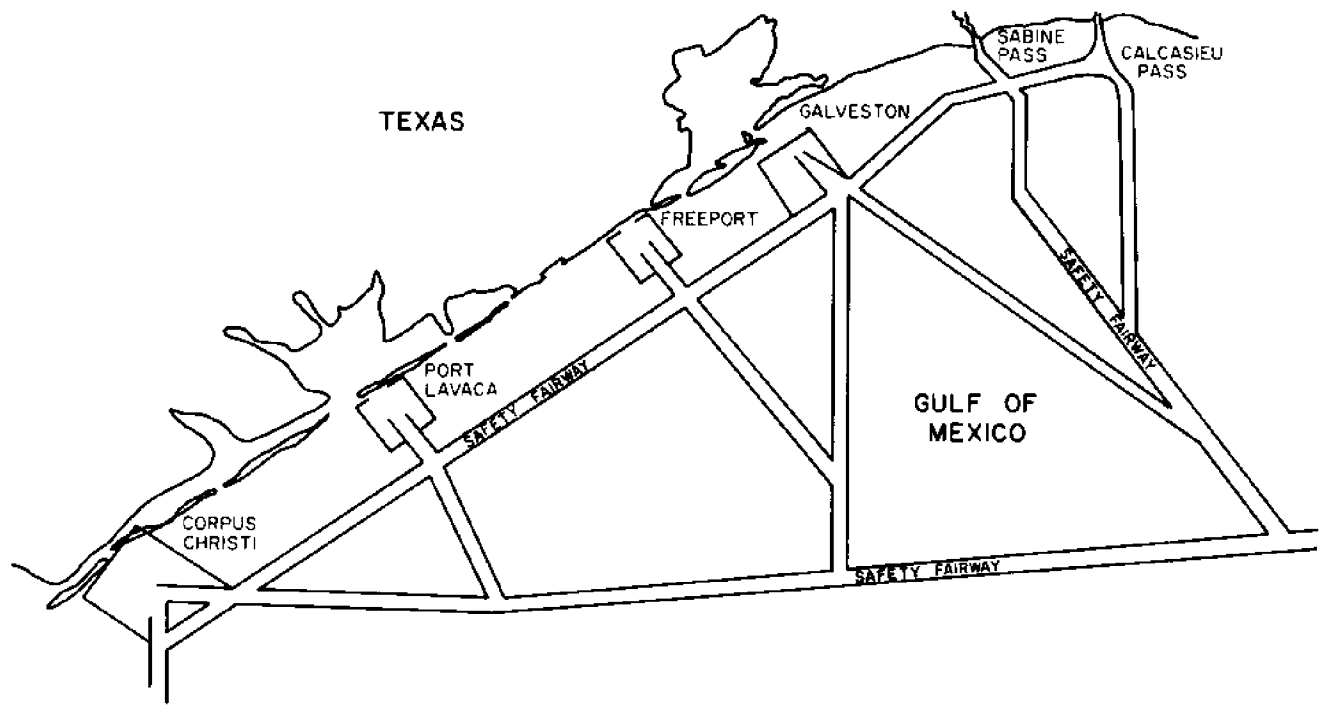 SABINE
PASS
CALCASIEU
PASS
TEXAS
GALVESTON
FREEPORT
SAFETY FAIRWAY
PORT
LAVACA
SAFETY FAIRWAY
GULF OF
MEXICO
CORPUS
CHRISTI
SAFETY FAIRWAY